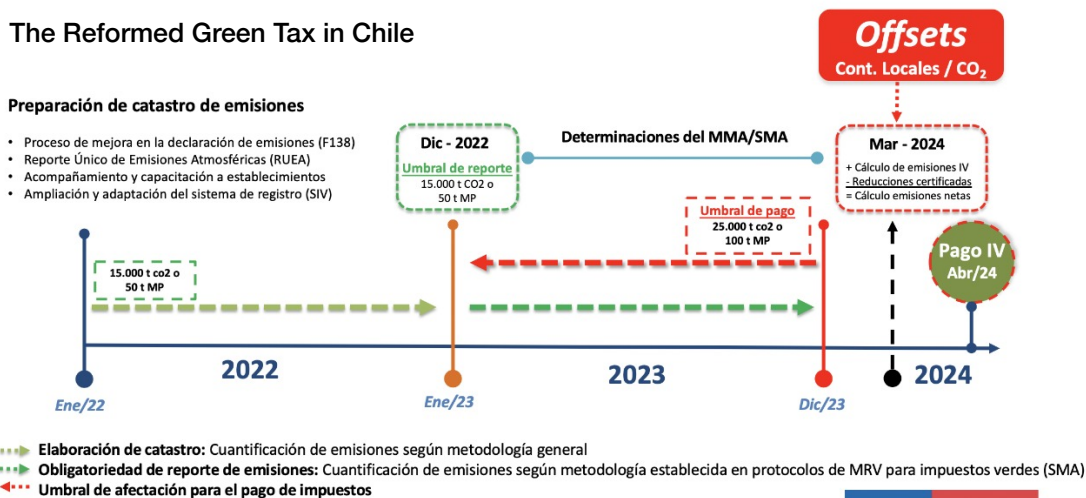 The Reformed Green Tax in Chile
Offsets
Cont. Locales / CO₂
Preparación de catastro de emisiones
• Proceso de mejora en la declaración de emisiones (F138)
• Reporte Único de Emisiones Atmosféricas (RUEA)
• Acompañamiento y capacitación a establecimientos
• Ampliación y adaptación del sistema de registro (SIV)
Dic - 2022
Umbral de reporte
15.000 t CO2 o
50 t MP
Determinaciones del MMA/SMA
Mar - 2024
+ Cálculo de emisiones IV
- Reducciones certificadas
= Cálculo emisiones netas
Umbral de pago
25.000 t co2 o
100 t MP
Pago IV
Abr/24
15.000 t co2 o
50 t MP
2022
2023
2024
Ene/22
Ene/23
Dic/23
Elaboración de catastro: Cuantificación de emisiones según metodología general
Obligatoriedad de reporte de emisiones: Cuantificación de emisiones según metodología establecida en protocolos de MRV para impuestos verdes (SMA)
Umbral de afectación para el pago de impuestos